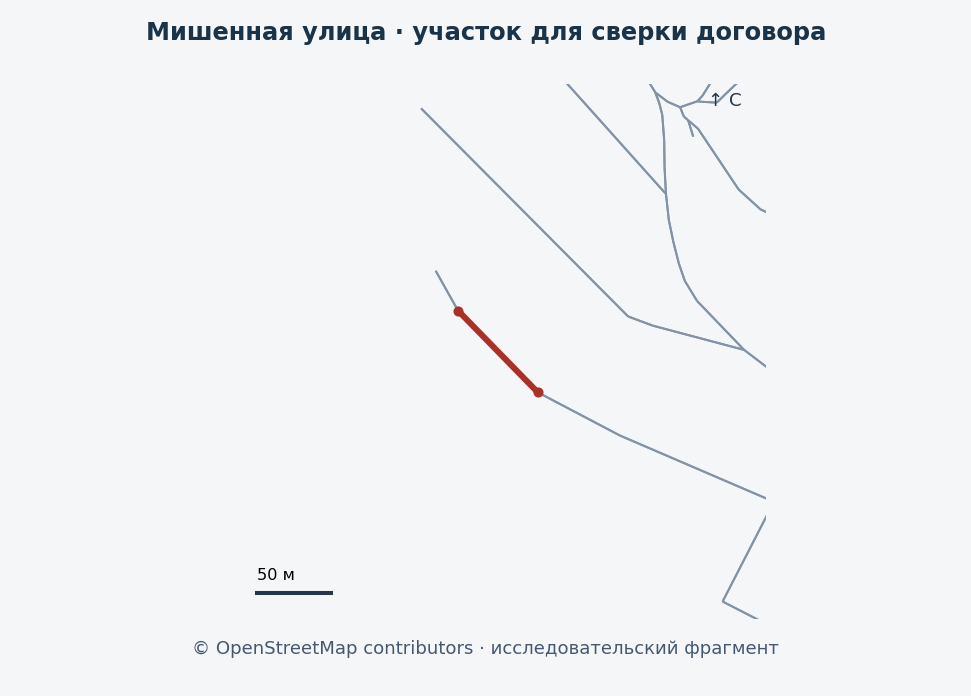 Мишенная улица · участок для сверки договора
↑ С
50 м
© OpenStreetMap contributors · исследовательский фрагмент